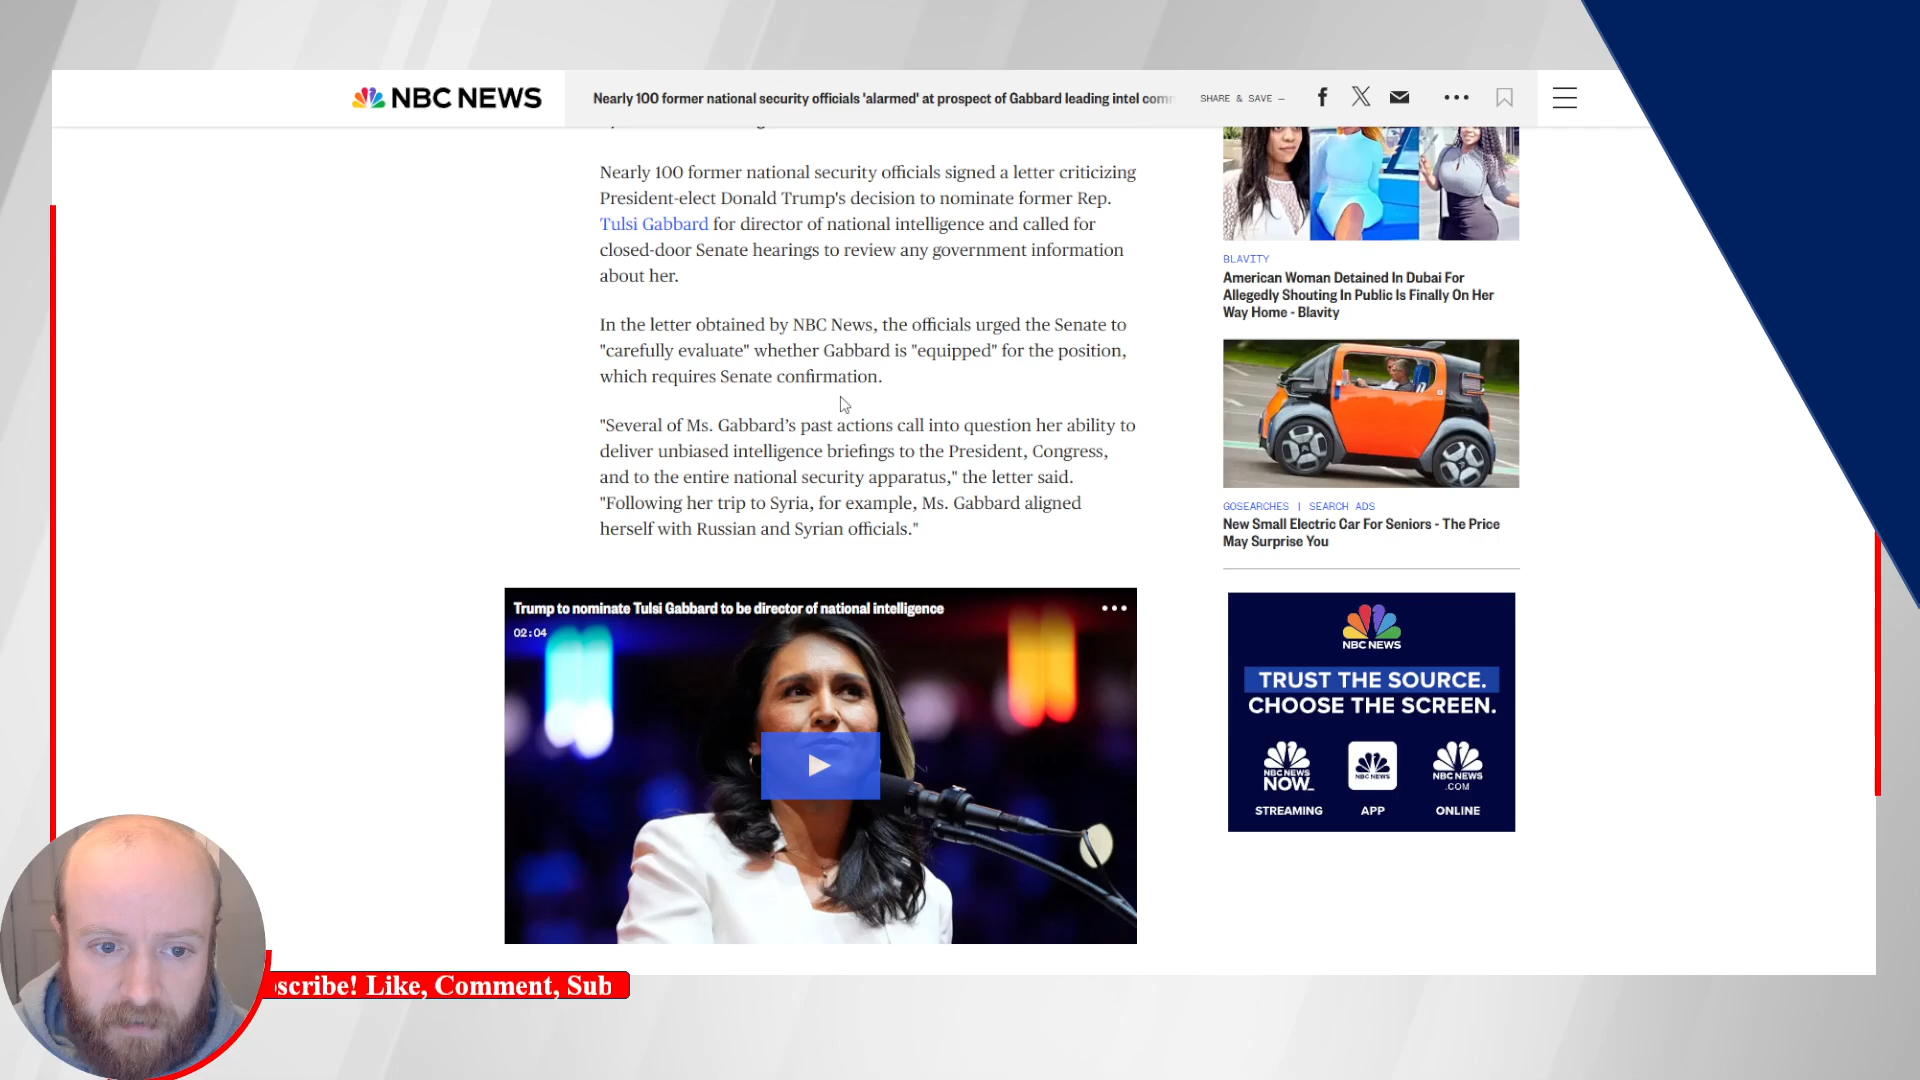 NBC NEWS
Nearly 100 former national security officials 'alarmed' at prospect of Gabbard leading intel com
SHARE & SAVE —
Nearly 100 former national security officials signed a letter criticizing
President-elect Donald Trump's decision to nominate former Rep.
Tulsi Gabbard for director of national intelligence and called for
closed-door Senate hearings to review any government information
about her.
In the letter obtained by NBC News, the officials urged the Senate to
"carefully evaluate" whether Gabbard is "equipped" for the position,
which requires Senate confirmation.
"Several of Ms. Gabbard’s past actions call into question her ability to
deliver unbiased intelligence briefings to the President, Congress,
and to the entire national security apparatus," the letter said.
"Following her trip to Syria, for example, Ms. Gabbard aligned
herself with Russian and Syrian officials."
Trump to nominate Tulsi Gabbard to be director of national intelligence
02:04
BLAVITY
American Woman Detained In Dubai For
Allegedly Shouting In Public Is Finally On Her
Way Home - Blavity
GOSEARCHES | SEARCH ADS
New Small Electric Car For Seniors - The Price
May Surprise You
NBC NEWS
TRUST THE SOURCE.
CHOOSE THE SCREEN.
NBC NEWS
NOW_
STREAMING
NBC NEWS
APP
NBC NEWS
.COM
ONLINE
scribe! Like, Comment, Sub